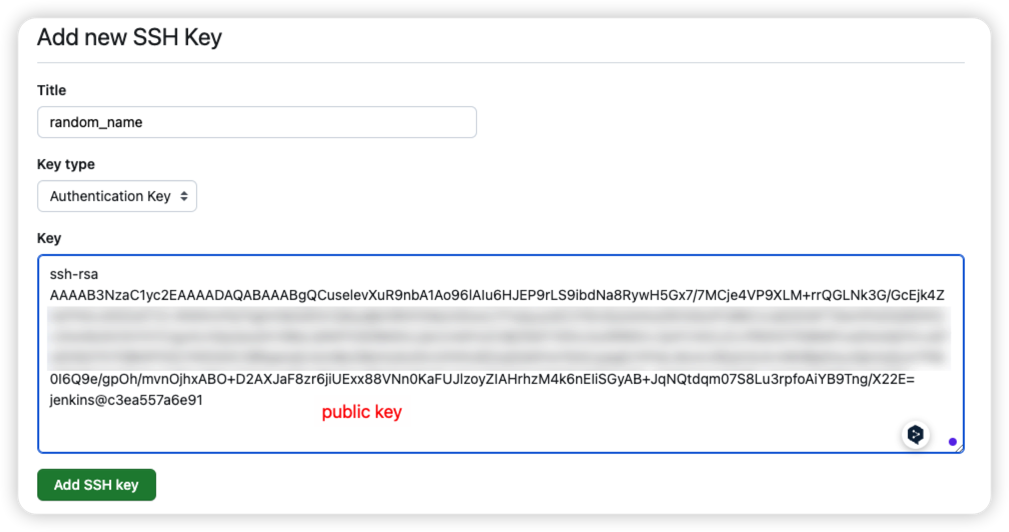 Add new SSH Key
Title
random_name
Key type
Authentication Key
Key
ssh-rsa
AAAAB3NzaC1yc2EAAAADAQABAAABgQCuselevXuR9nbA1Ao96lAlu6HJEP9rLS9ibdNa8RywH5Gx7/7MCje4VP9XLM+rrQGLNk3G/GcEjk4Z
0I6Q9e/gpOh/mvnOjhxABO+D2AXJaF8zr6jiUExx88VNn0KaFUJlzoyZIAHrhzM4k6nEliSGyAB+JqNQtdqm07S8Lu3rpfoAiYB9Tng/X22E=
jenkins@c3ea557a6e91
public key
Add SSH key